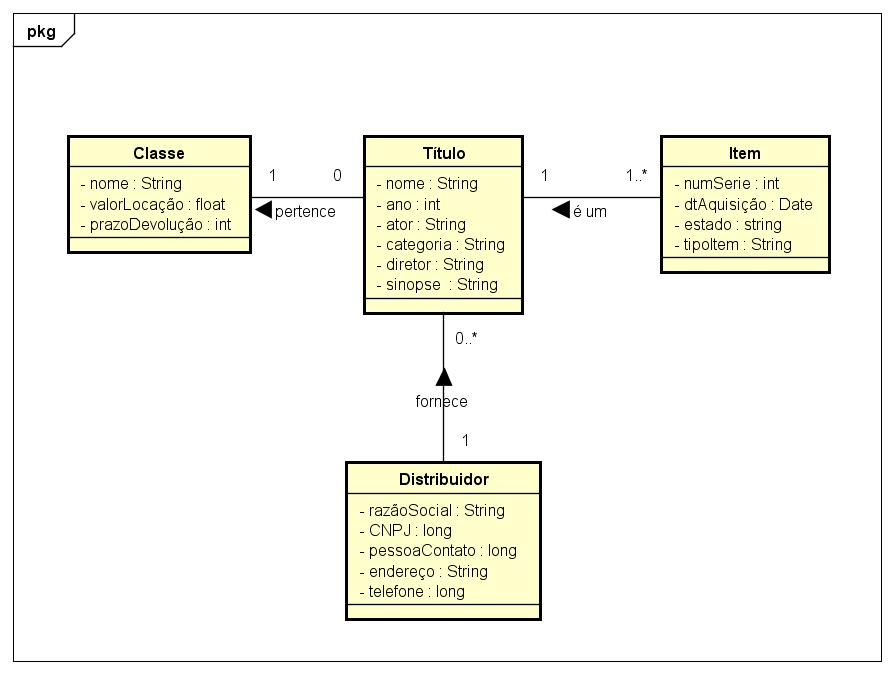 pkg
Classe
- nome : String
- valorLocação : float
- prazoDevolução : int
1
0
pertence
Título
- nome : String
- ano : int
- ator : String
- categoria : String
- diretor : String
- sinopse : String
1
1..*
é um
Item
- numSerie : int
- dtAquisição : Date
- estado : string
- tipoItem : String
0..*
fornece
1
Distribuidor
- razãoSocial : String
- CNPJ : long
- pessoaContato : long
- endereço : String
- telefone : long